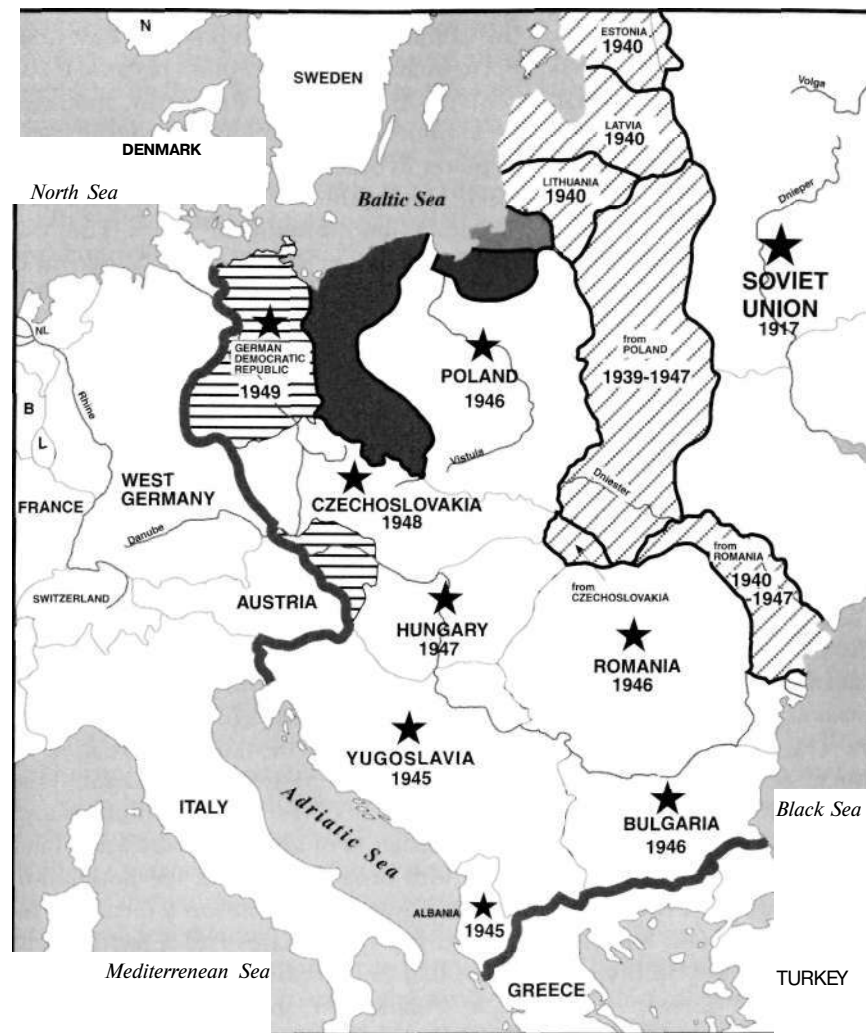 N
SWEDEN
ESTONIA
1940
Volga
LATVIA
1940
DENMARK
LITHUANIA
1940
North Sea
Baltic Sea
Dnieper
SOVIET
UNION
1917
NL
GERMAN
DEMOCRATIC
REPUBLIC
1949
POLAND
1946
from
POLAND
1939-1947
Rhine
B
L
Vistula
WEST
GERMANY
FRANCE
CZECHOSLOVAKIA
1948
Dniester
Danube
from
ROMANIA
1940
-1947
SWITZERLAND
AUSTRIA
from
CZECHOSLOVAKIA
HUNGARY
1947
ROMANIA
1946
YUGOSLAVIA
1945
ITALY
Adriatic Sea
BULGARIA
1946
Black Sea
ALBANIA
1945
Mediterrenean Sea
GREECE
TURKEY